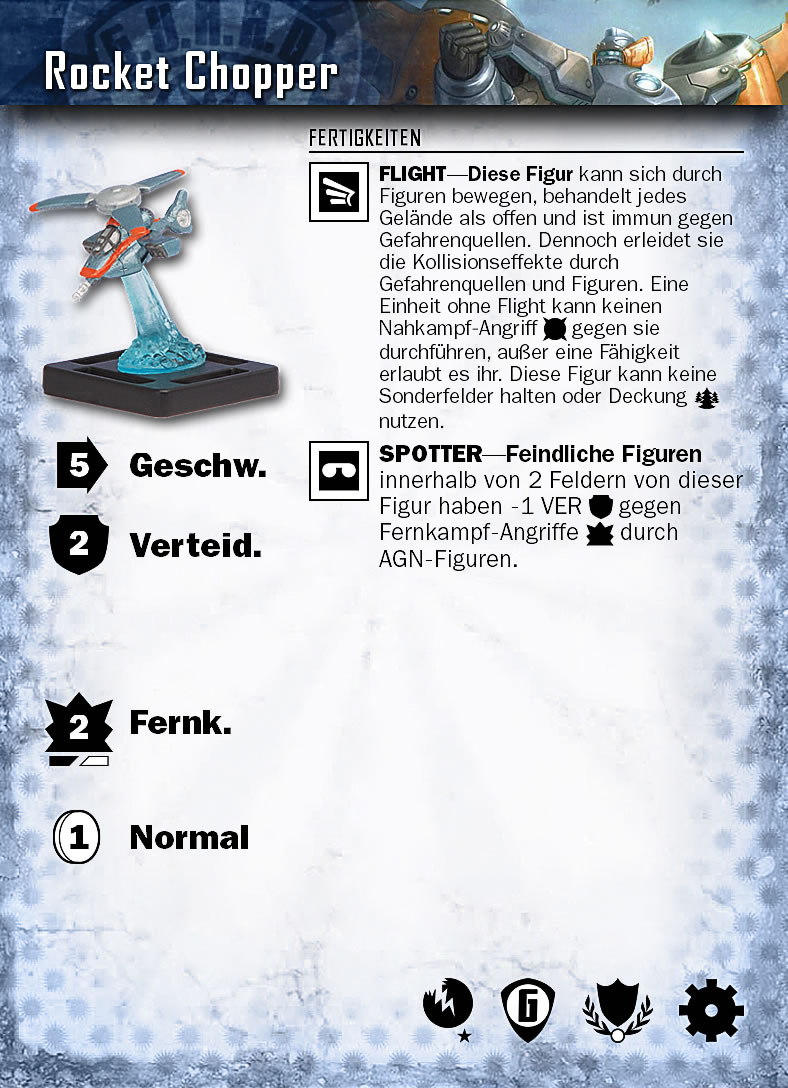 Rocket Chopper
FERTIGKEITEN
FLIGHT—Diese Figur kann sich durch
Figuren bewegen, behandelt jedes
Gelände als offen und ist immun gegen
Gefahrenquellen. Dennoch erleidet sie
die Kollisionseffekte durch
Gefahrenquellen und Figuren. Eine
Einheit ohne Flight kann keinen
Nahkampf-Angriff gegen sie
durchführen, außer eine Fähigkeit
erlaubt es ihr. Diese Figur kann keine
Sonderfelder halten oder Deckung
nutzen.
SPOTTER—Feindliche Figuren
innerhalb von 2 Feldern von dieser
Figur haben -1 VER gegen
Fernkampf-Angriffe durch
AGN-Figuren.
5 Geschw.
2 Verteid.
2 Fernk.
1 Normal
G